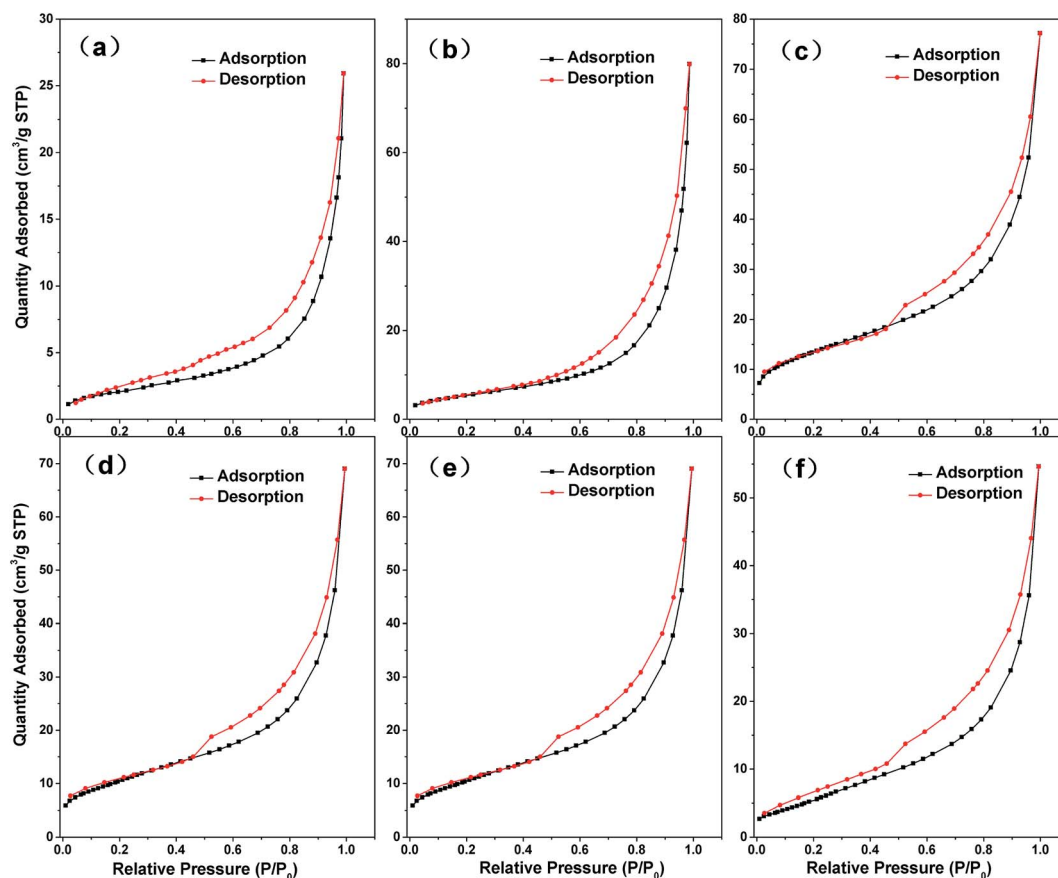 (a)
Adsorption
Desorption
30
25
20
15
10
5
0
0.0 0.2 0.4 0.6 0.8 1.0
Quantity Adsorbed (cm³/g STP)
(b)
Adsorption
Desorption
80
60
40
20
0
0.0 0.2 0.4 0.6 0.8 1.0
(c)
Adsorption
Desorption
80
70
60
50
40
30
20
10
0
0.0 0.2 0.4 0.6 0.8 1.0
(d)
Adsorption
Desorption
70
60
50
40
30
20
10
0
0.0 0.2 0.4 0.6 0.8 1.0
Quantity Adsorbed (cm³/g STP)
Relative Pressure (P/P₀)
(e)
Adsorption
Desorption
70
60
50
40
30
20
10
0
0.0 0.2 0.4 0.6 0.8 1.0
Relative Pressure (P/P₀)
(f)
Adsorption
Desorption
50
40
30
20
10
0
0.0 0.2 0.4 0.6 0.8 1.0
Relative Pressure (P/P₀)